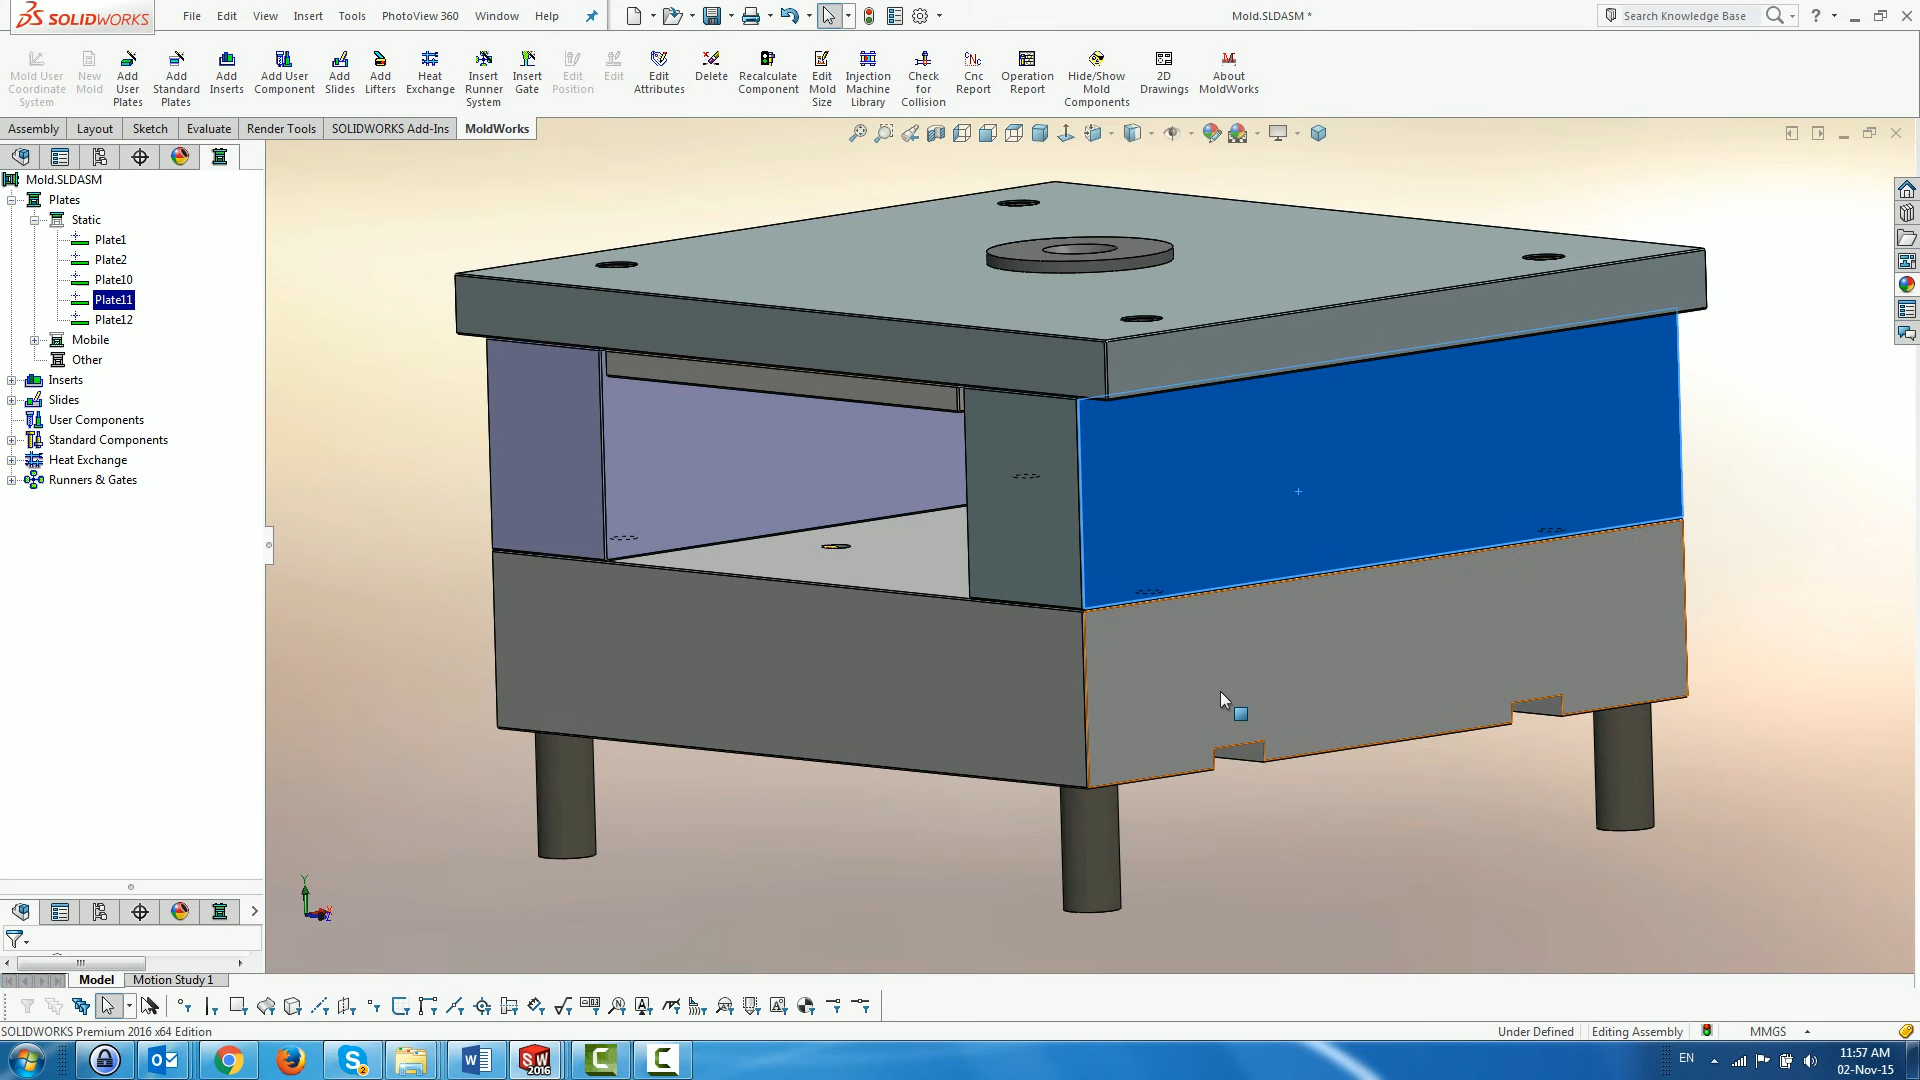 SOLIDWORKS
File Edit View Insert Tools PhotoView 360 Window Help
Mold.SLDASM *
Search Knowledge Base
?
Mold User Coordinate System
New Mold
Add User Plates
Add Standard Plates
Add Inserts
Add User Component
Add Slides
Add Lifters
Heat Exchange
Insert Runner System
Insert Gate
Edit Position
Edit
Edit Attributes
Delete
Recalculate Component
Edit Mold Size
Injection Machine Library
Check for Collision
Cnc Report
Operation Report
Hide/Show Mold Components
2D Drawings
About MoldWorks
Assembly Layout Sketch Evaluate Render Tools SOLIDWORKS Add-Ins MoldWorks
Mold.SLDASM
Plates
Static
Plate1
Plate2
Plate10
Plate11
Plate12
Mobile
Other
Inserts
Slides
User Components
Standard Components
Heat Exchange
Runners & Gates
Y
Model Motion Study 1
SOLIDWORKS Premium 2016 x64 Edition
Under Defined Editing Assembly MMGS
EN
11:57 AM
02-Nov-15